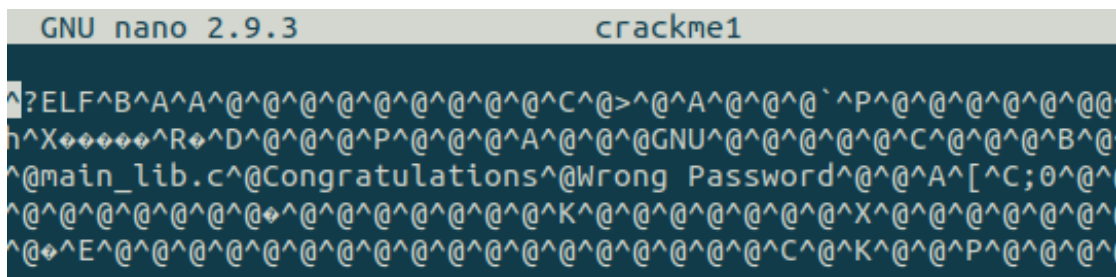 GNU nano 2.9.3 crackme1
^?ELF^B^A^A^@^@^@^@^@^@^@^@^@^C^@>^@^A^@^@^@`^P^@^@^@^@^@^@@
h^X�����^R�^D^@^@^@^P^@^@^@^A^@^@^@GNU^@^@^@^@^@^C^@^@^@^B^@
^@main_lib.c^@Congratulations^@Wrong Password^@^@^A^[^C;0^@^@
^@^@^@^@^@^@^@�^@^@^@^@^@^@^@^K^@^@^@^@^@^@^@^X^@^@^@^@^@^@^
^@�^E^@^@^@^@^@^@^@^@^@^@^@^@^@^@^@^@^@^C^@^K^@^@^P^@^@^@^